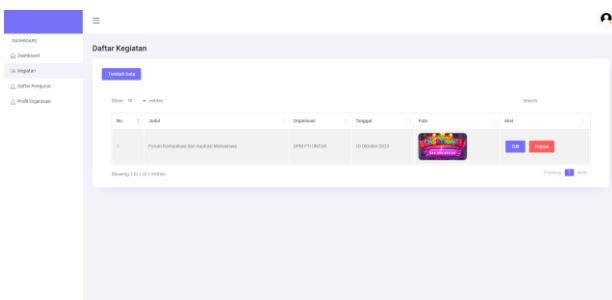 DASHBOARD
Dashboard
Kegiatan
Daftar Pengurus
Profil Organisasi
Daftar Kegiatan
Tambah Data
Show 10 entries
Search:
No. Judul Organisasi Tanggal Foto Aksi
1 Forum Komunikasi dan Aspirasi Mahasiswa DPM FTI UNTAR 10 Oktober 2023 Edit Hapus
Showing 1 to 1 of 1 entries
Previous 1 Next